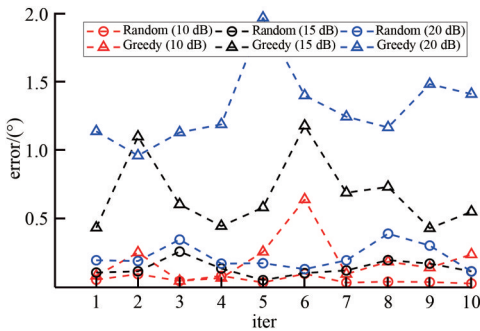 2.0
Random (10 dB) Random (15 dB) Random (20 dB)
Greedy (10 dB) Greedy (15 dB) Greedy (20 dB)
1.5
1.0
0.5
error/(°)
1 2 3 4 5 6 7 8 9 10
iter